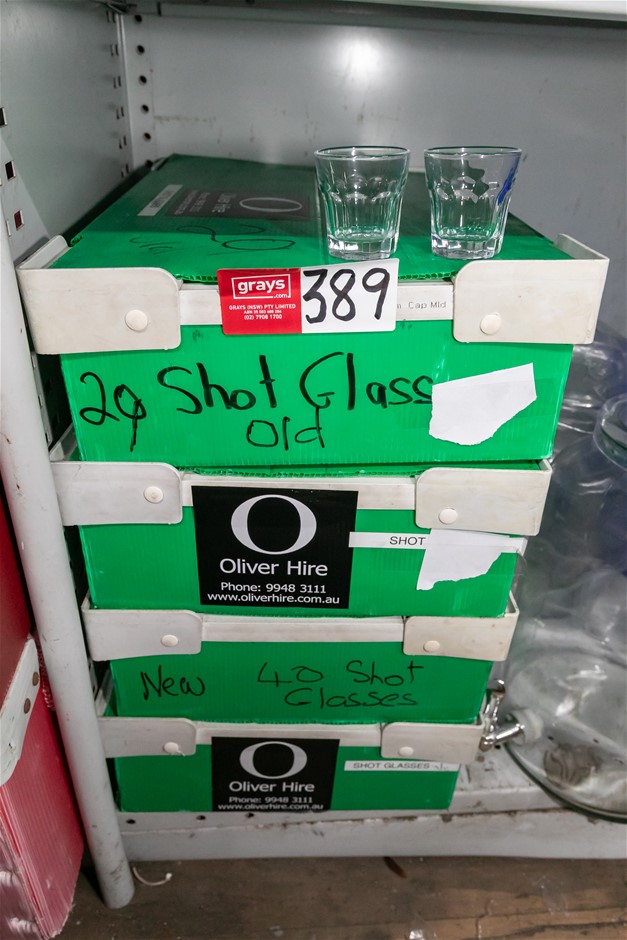 20
grays
.com
GRAYS (NSW) PTY LIMITED
(02) 7908 1700
389
Cap Mld
29 Shot Glass
Old
Oliver Hire
Phone: 9948 3111
www.oliverhire.com.au
SHOT
New 40 Shot
Glasses
Oliver Hire
Phone: 9948 3111
www.oliverhire.com.au
SHOT GLASSES